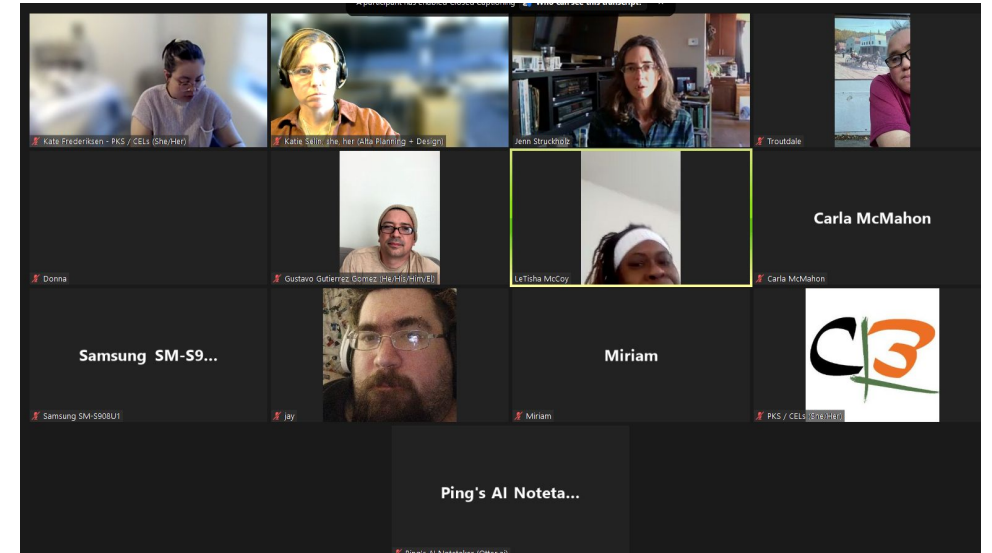 A participant has enabled Closed Captioning Who can see this transcript?
Kate Frederiksen - PKS / CELs (She/Her)
Katie Selin she, her (Alta Planning + Design)
Jenn Struckholz
Troutdale
Donna
Gustavo Gutierrez Gomez (He/His/Him/El)
LeTisha McCoy
Carla McMahon
Carla McMahon
Samsung SM-S9...
Samsung SM-S908U1
jay
Miriam
Miriam
C|3
PKS / CELs (She/Her)
Ping's AI Noteta...
Ping's AI Notetaker (Otter.ai)